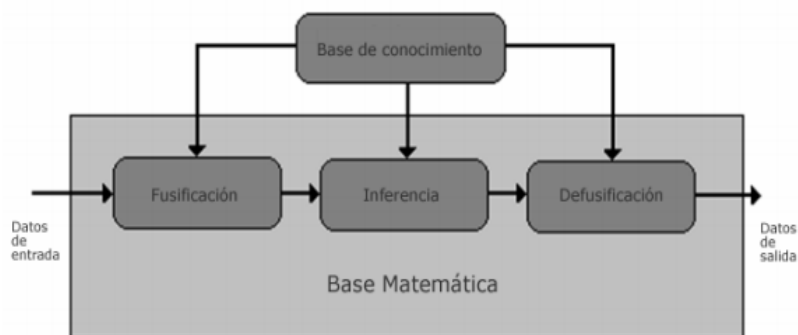 Base de conocimiento
Fusificación
Inferencia
Defusificación
Datos
de
entrada
Datos
de
salida
Base Matemática